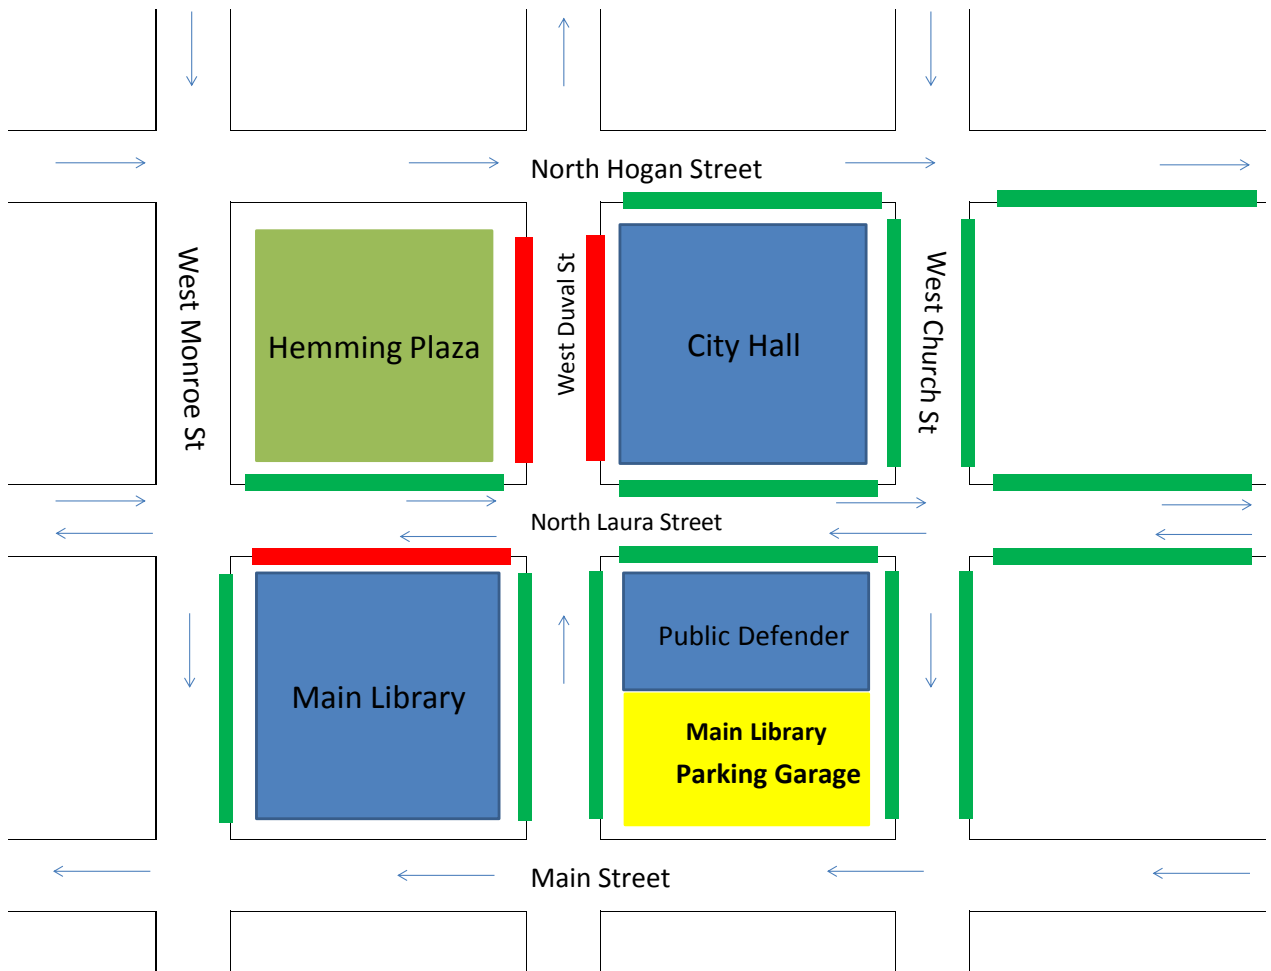 North Hogan Street
West Monroe St
Hemming Plaza
West Duval St
City Hall
West Church St
North Laura Street
Main Library
Public Defender
Main Library
Parking Garage
Main Street